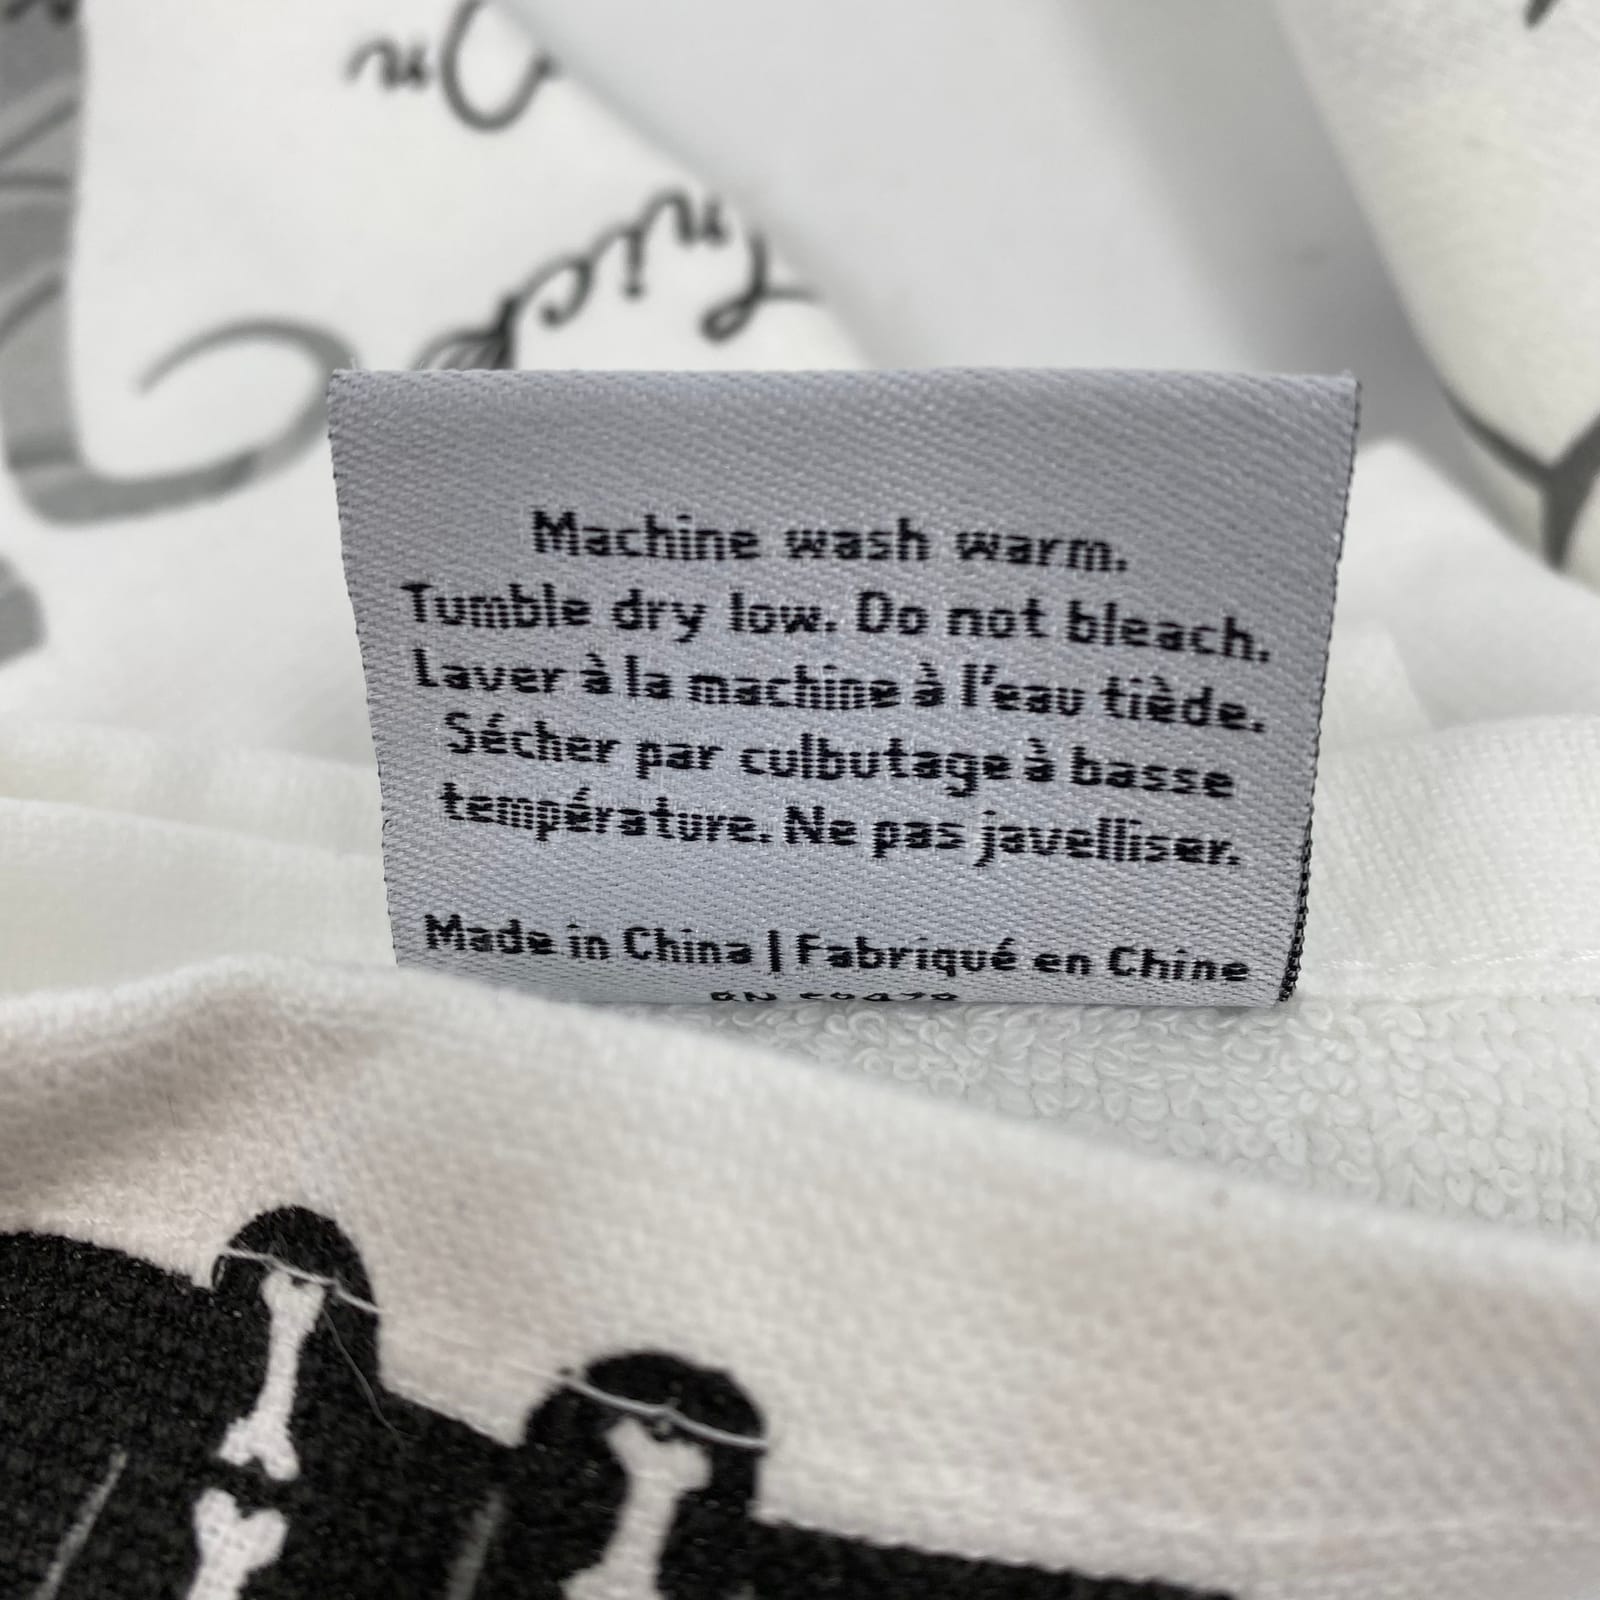 Machine wash warm.
Tumble dry low. Do not bleach.
Laver à la machine à l'eau tiède.
Sécher par culbutage à basse
température. Ne pas javelliser.
Made in China | Fabriqué en Chine